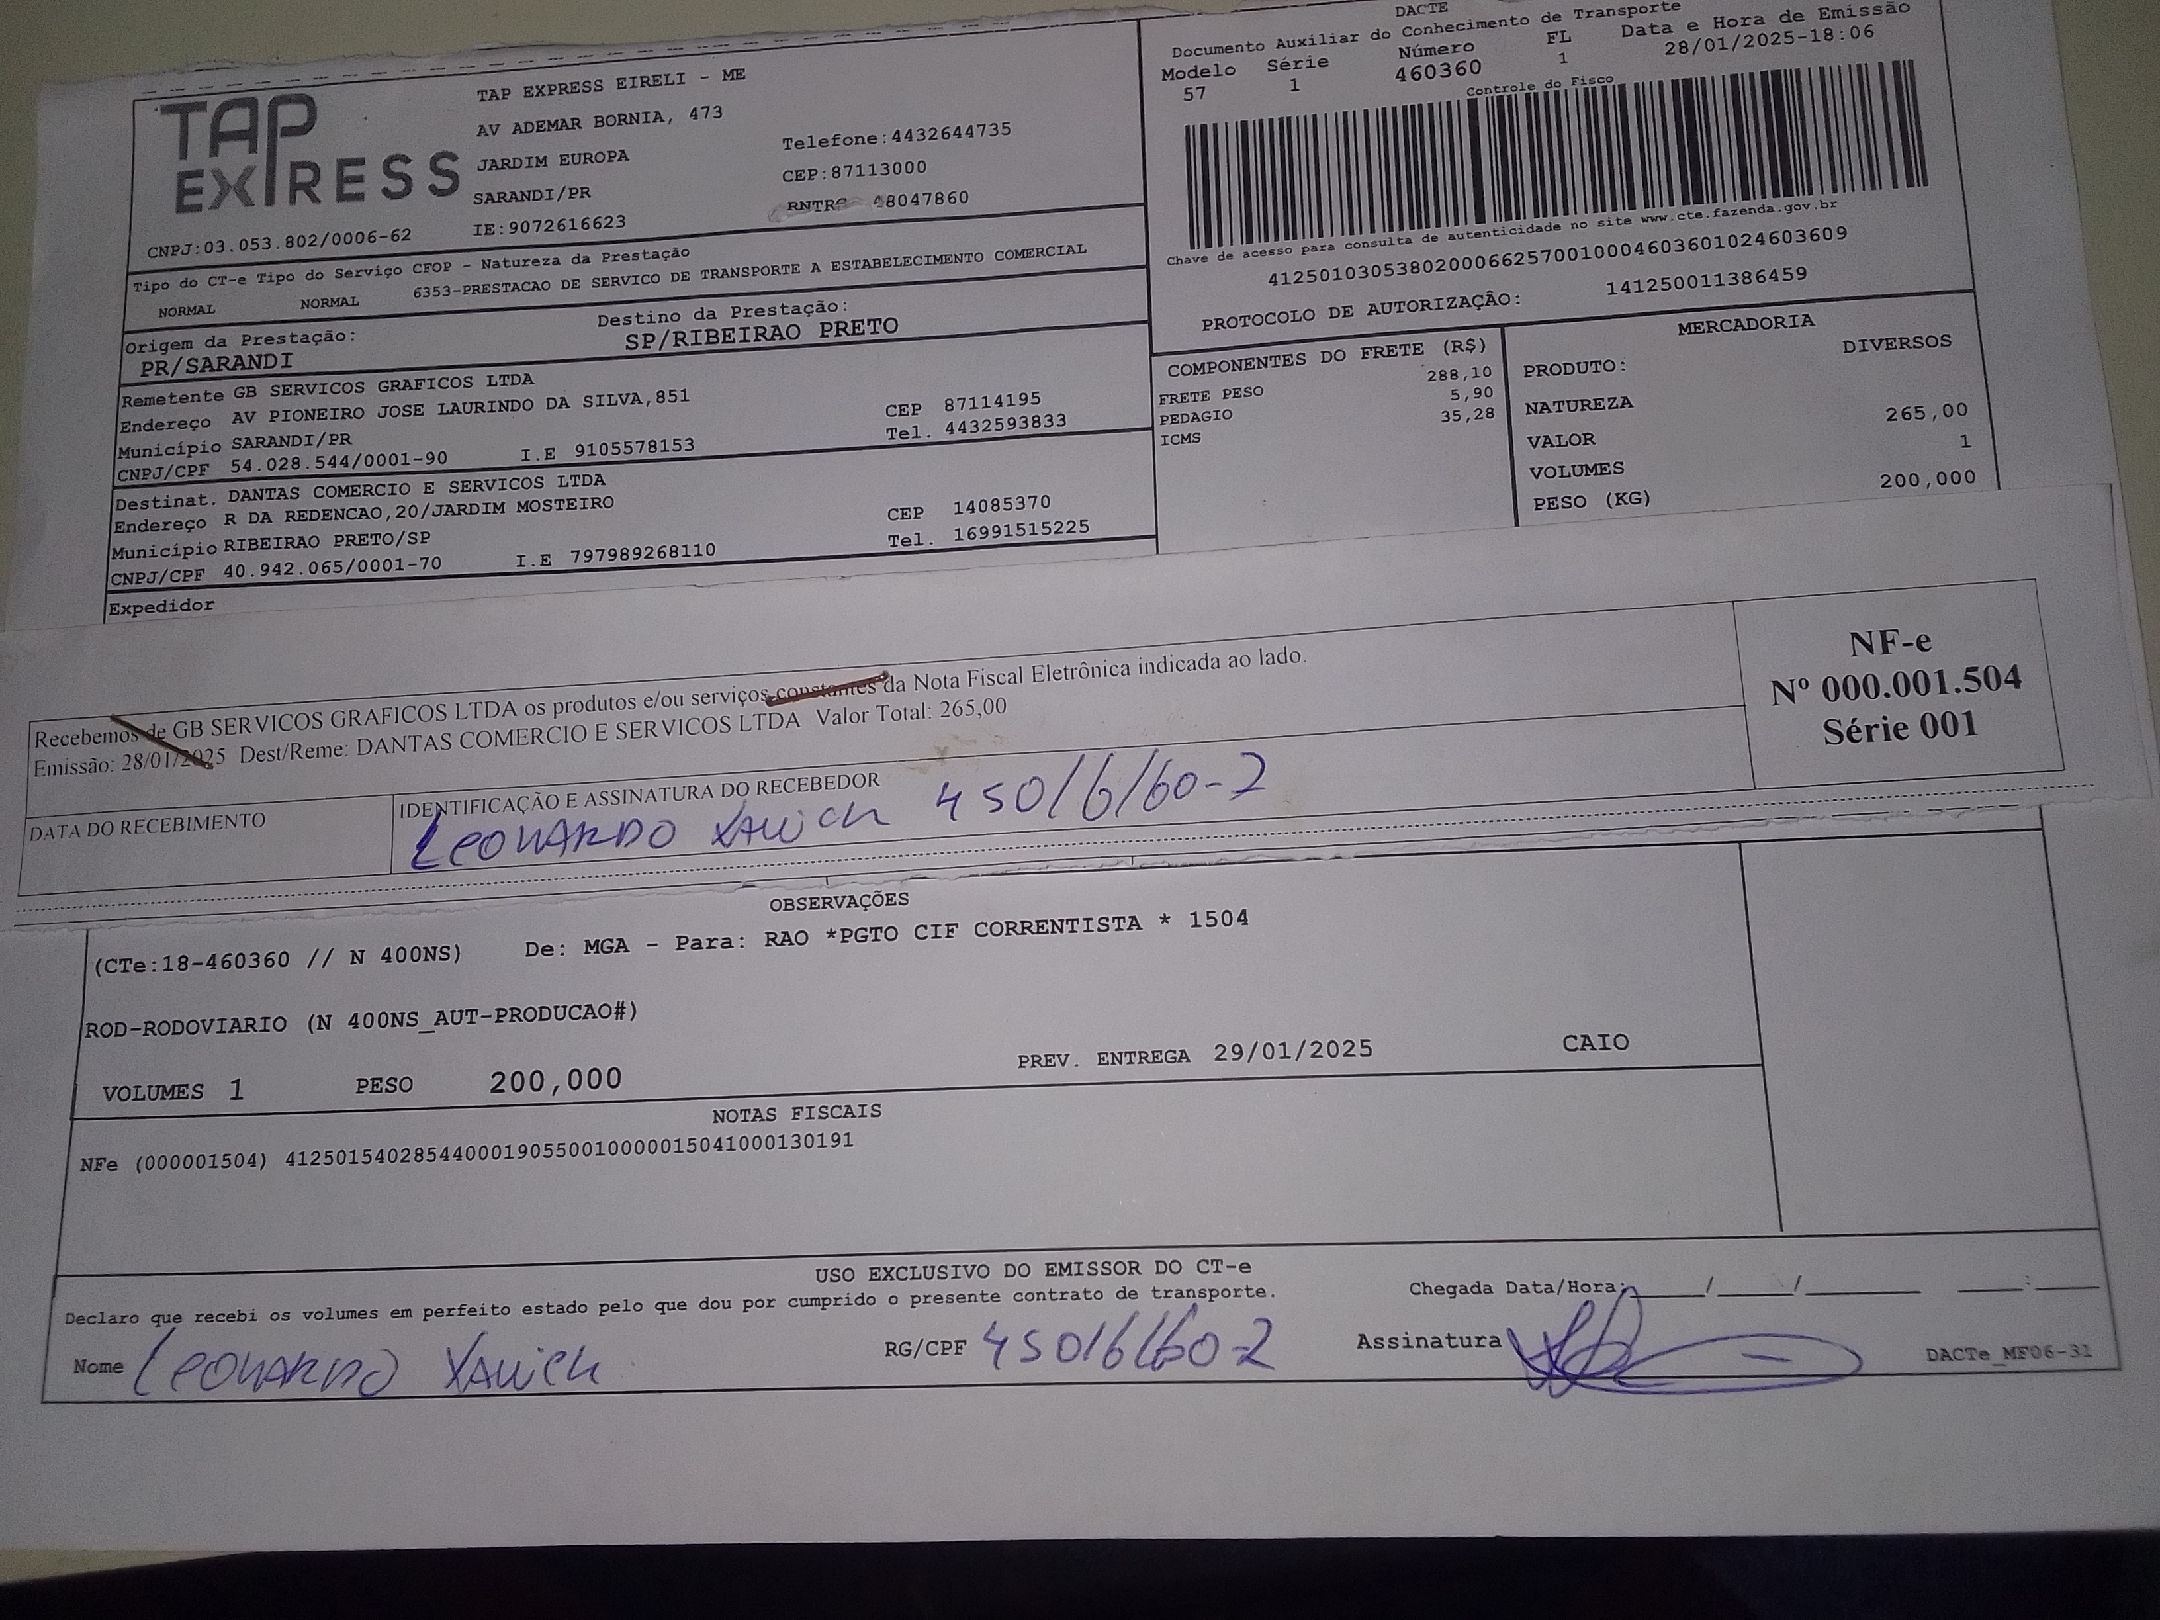 TAP EXPRESS
TAP EXPRESS EIRELI - ME
AV ADEMAR BORNIA, 473
JARDIM EUROPA
SARANDI/PR
IE:9072616623
Telefone:4432644735
CEP:87113000
48047860
CNPJ:03.053.802/0006-62
DACTE
Documento Auxiliar do Conhecimento de Transporte
Modelo Série Número FL Data e Hora de Emissão
57 1 460360 1 28/01/2025-18:06
Controle do Fisco
Chave de acesso para consulta de autenticidade no site www.cte.fazenda.gov.br
41250103053802000662570010004603601024603609
PROTOCOLO DE AUTORIZAÇÃO: 141250011386459
Tipo do CT-e Tipo do Serviço CFOP - Natureza da Prestação
NORMAL NORMAL 6353-PRESTACAO DE SERVICO DE TRANSPORTE A ESTABELECIMENTO COMERCIAL
Origem da Prestação: Destino da Prestação:
PR/SARANDI SP/RIBEIRAO PRETO
Remetente GB SERVICOS GRAFICOS LTDA
Endereço AV PIONEIRO JOSE LAURINDO DA SILVA,851 CEP 87114195
Município SARANDI/PR Tel. 4432593833
CNPJ/CPF 54.028.544/0001-90 I.E 9105578153
Destinat. DANTAS COMERCIO E SERVICOS LTDA
Endereço R DA REDENCAO,20/JARDIM MOSTEIRO CEP 14085370
Município RIBEIRAO PRETO/SP Tel. 16991515225
CNPJ/CPF 40.942.065/0001-70 I.E 797989268110
Expedidor
COMPONENTES DO FRETE (R$)
FRETE PESO 288,10
PEDAGIO 5,90
ICMS 35,28
MERCADORIA
PRODUTO: DIVERSOS
NATUREZA
VALOR 265,00
VOLUMES 1
PESO (KG) 200,000
Recebemos de GB SERVICOS GRAFICOS LTDA os produtos e/ou serviços constantes da Nota Fiscal Eletrônica indicada ao lado.
Emissão: 28/01/2025 Dest/Reme: DANTAS COMERCIO E SERVICOS LTDA Valor Total: 265,00
NF-e
Nº 000.001.504
Série 001
DATA DO RECEBIMENTO
IDENTIFICAÇÃO E ASSINATURA DO RECEBEDOR
LEONARDO XAVIER 45016160-2
OBSERVAÇÕES
(CTe:18-460360 // N 400NS) De: MGA - Para: RAO *PGTO CIF CORRENTISTA * 1504
ROD-RODOVIARIO (N 400NS_AUT-PRODUCAO#)
VOLUMES 1 PESO 200,000 PREV. ENTREGA 29/01/2025 CAIO
NOTAS FISCAIS
NFe (000001504) 41250154028544000190550010000015041000130191
USO EXCLUSIVO DO EMISSOR DO CT-e
Declaro que recebi os volumes em perfeito estado pelo que dou por cumprido o presente contrato de transporte.
Chegada Data/Hora: / / :
Nome LEONARDO XAVIER RG/CPF 45016160-2 Assinatura
DACTe_MF06-31